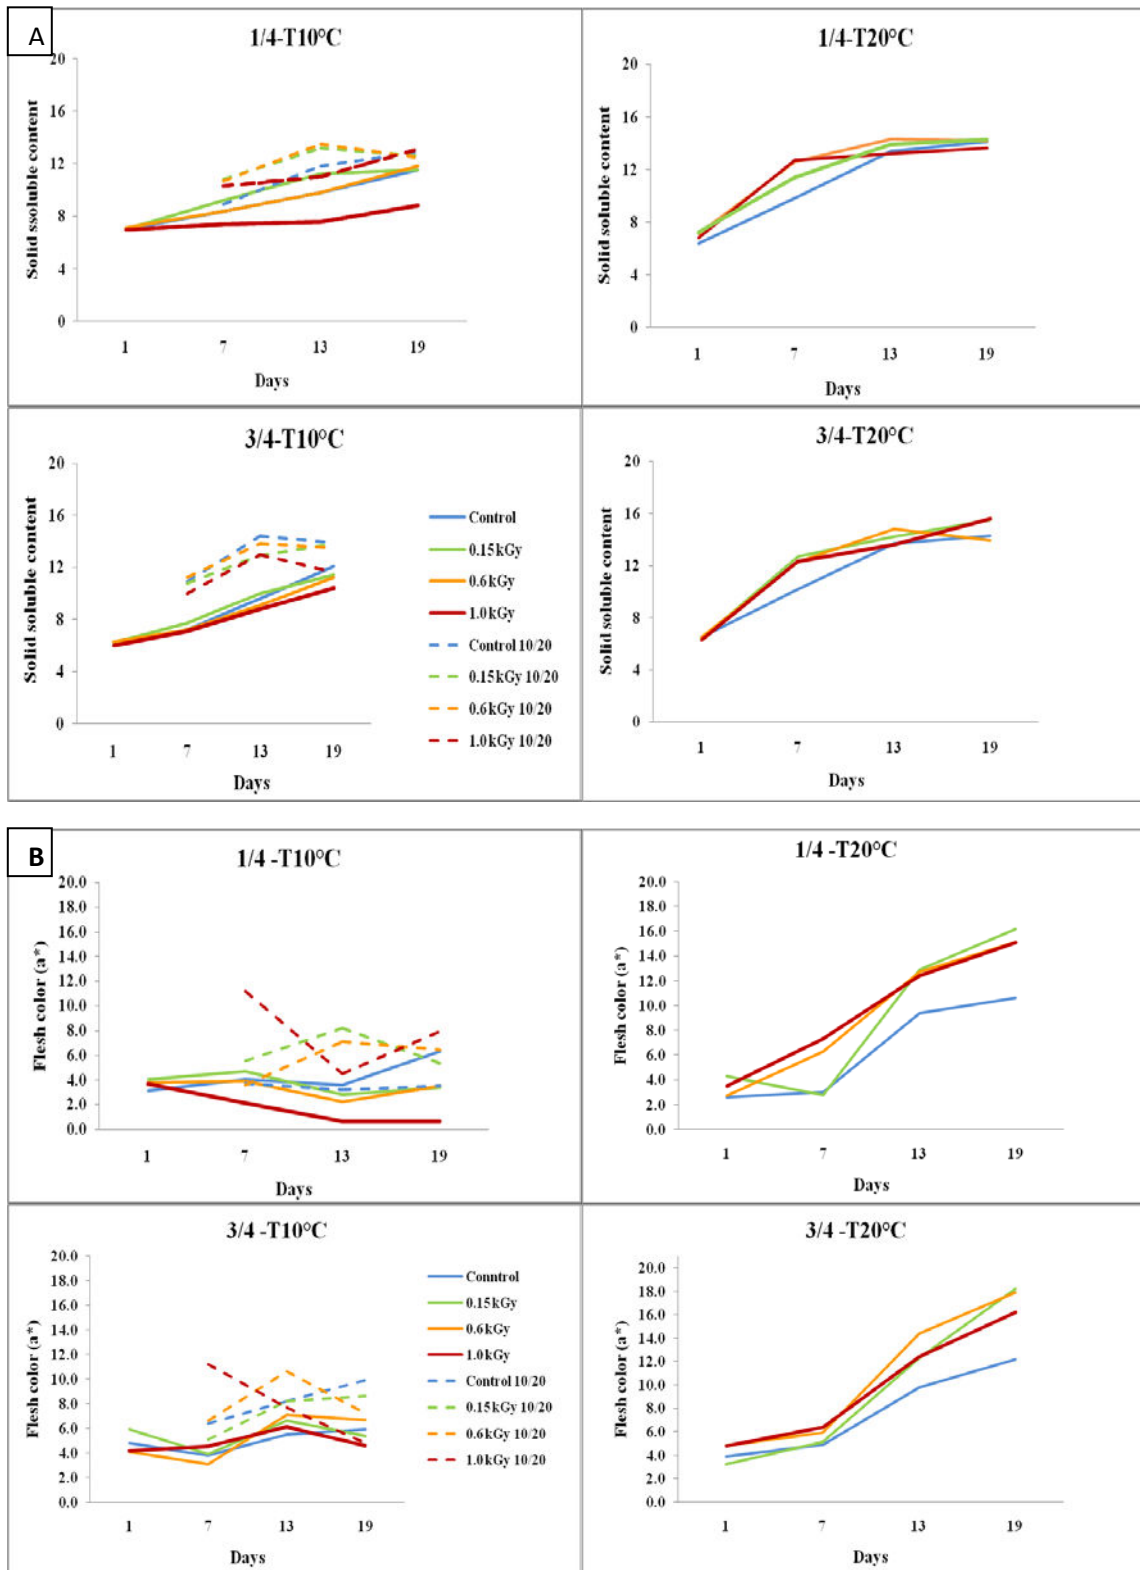 A
1/4-T10°C
20
16
12
8
4
0
Solid ssoluble content
1 7 13 19
Days
1/4-T20°C
20
16
12
8
4
0
Solid soluble content
1 7 13 19
Days
3/4-T10°C
20
16
12
8
4
0
Solid soluble content
1 7 13 19
Days
Control
0.15kGy
0.6kGy
1.0kGy
Control 10/20
0.15kGy 10/20
0.6kGy 10/20
1.0kGy 10/20
3/4-T20°C
20
16
12
8
4
0
Solid soluble content
1 7 13 19
Days
B
1/4 -T10°C
20.0
18.0
16.0
14.0
12.0
10.0
8.0
6.0
4.0
2.0
0.0
Flesh color (a*)
1 7 13 19
Days
1/4 -T20°C
20.0
18.0
16.0
14.0
12.0
10.0
8.0
6.0
4.0
2.0
0.0
Flesh color (a*)
1 7 13 19
Days
3/4 -T10°C
20.0
18.0
16.0
14.0
12.0
10.0
8.0
6.0
4.0
2.0
0.0
Flesh color (a*)
1 7 13 19
Days
Conntrol
0.15kGy
0.6kGy
1.0kGy
Control 10/20
0.15kGy 10/20
0.6kGy 10/20
1.0kGy 10/20
3/4 -T20°C
20.0
18.0
16.0
14.0
12.0
10.0
8.0
6.0
4.0
2.0
0.0
Flesh color (a*)
1 7 13 19
Days